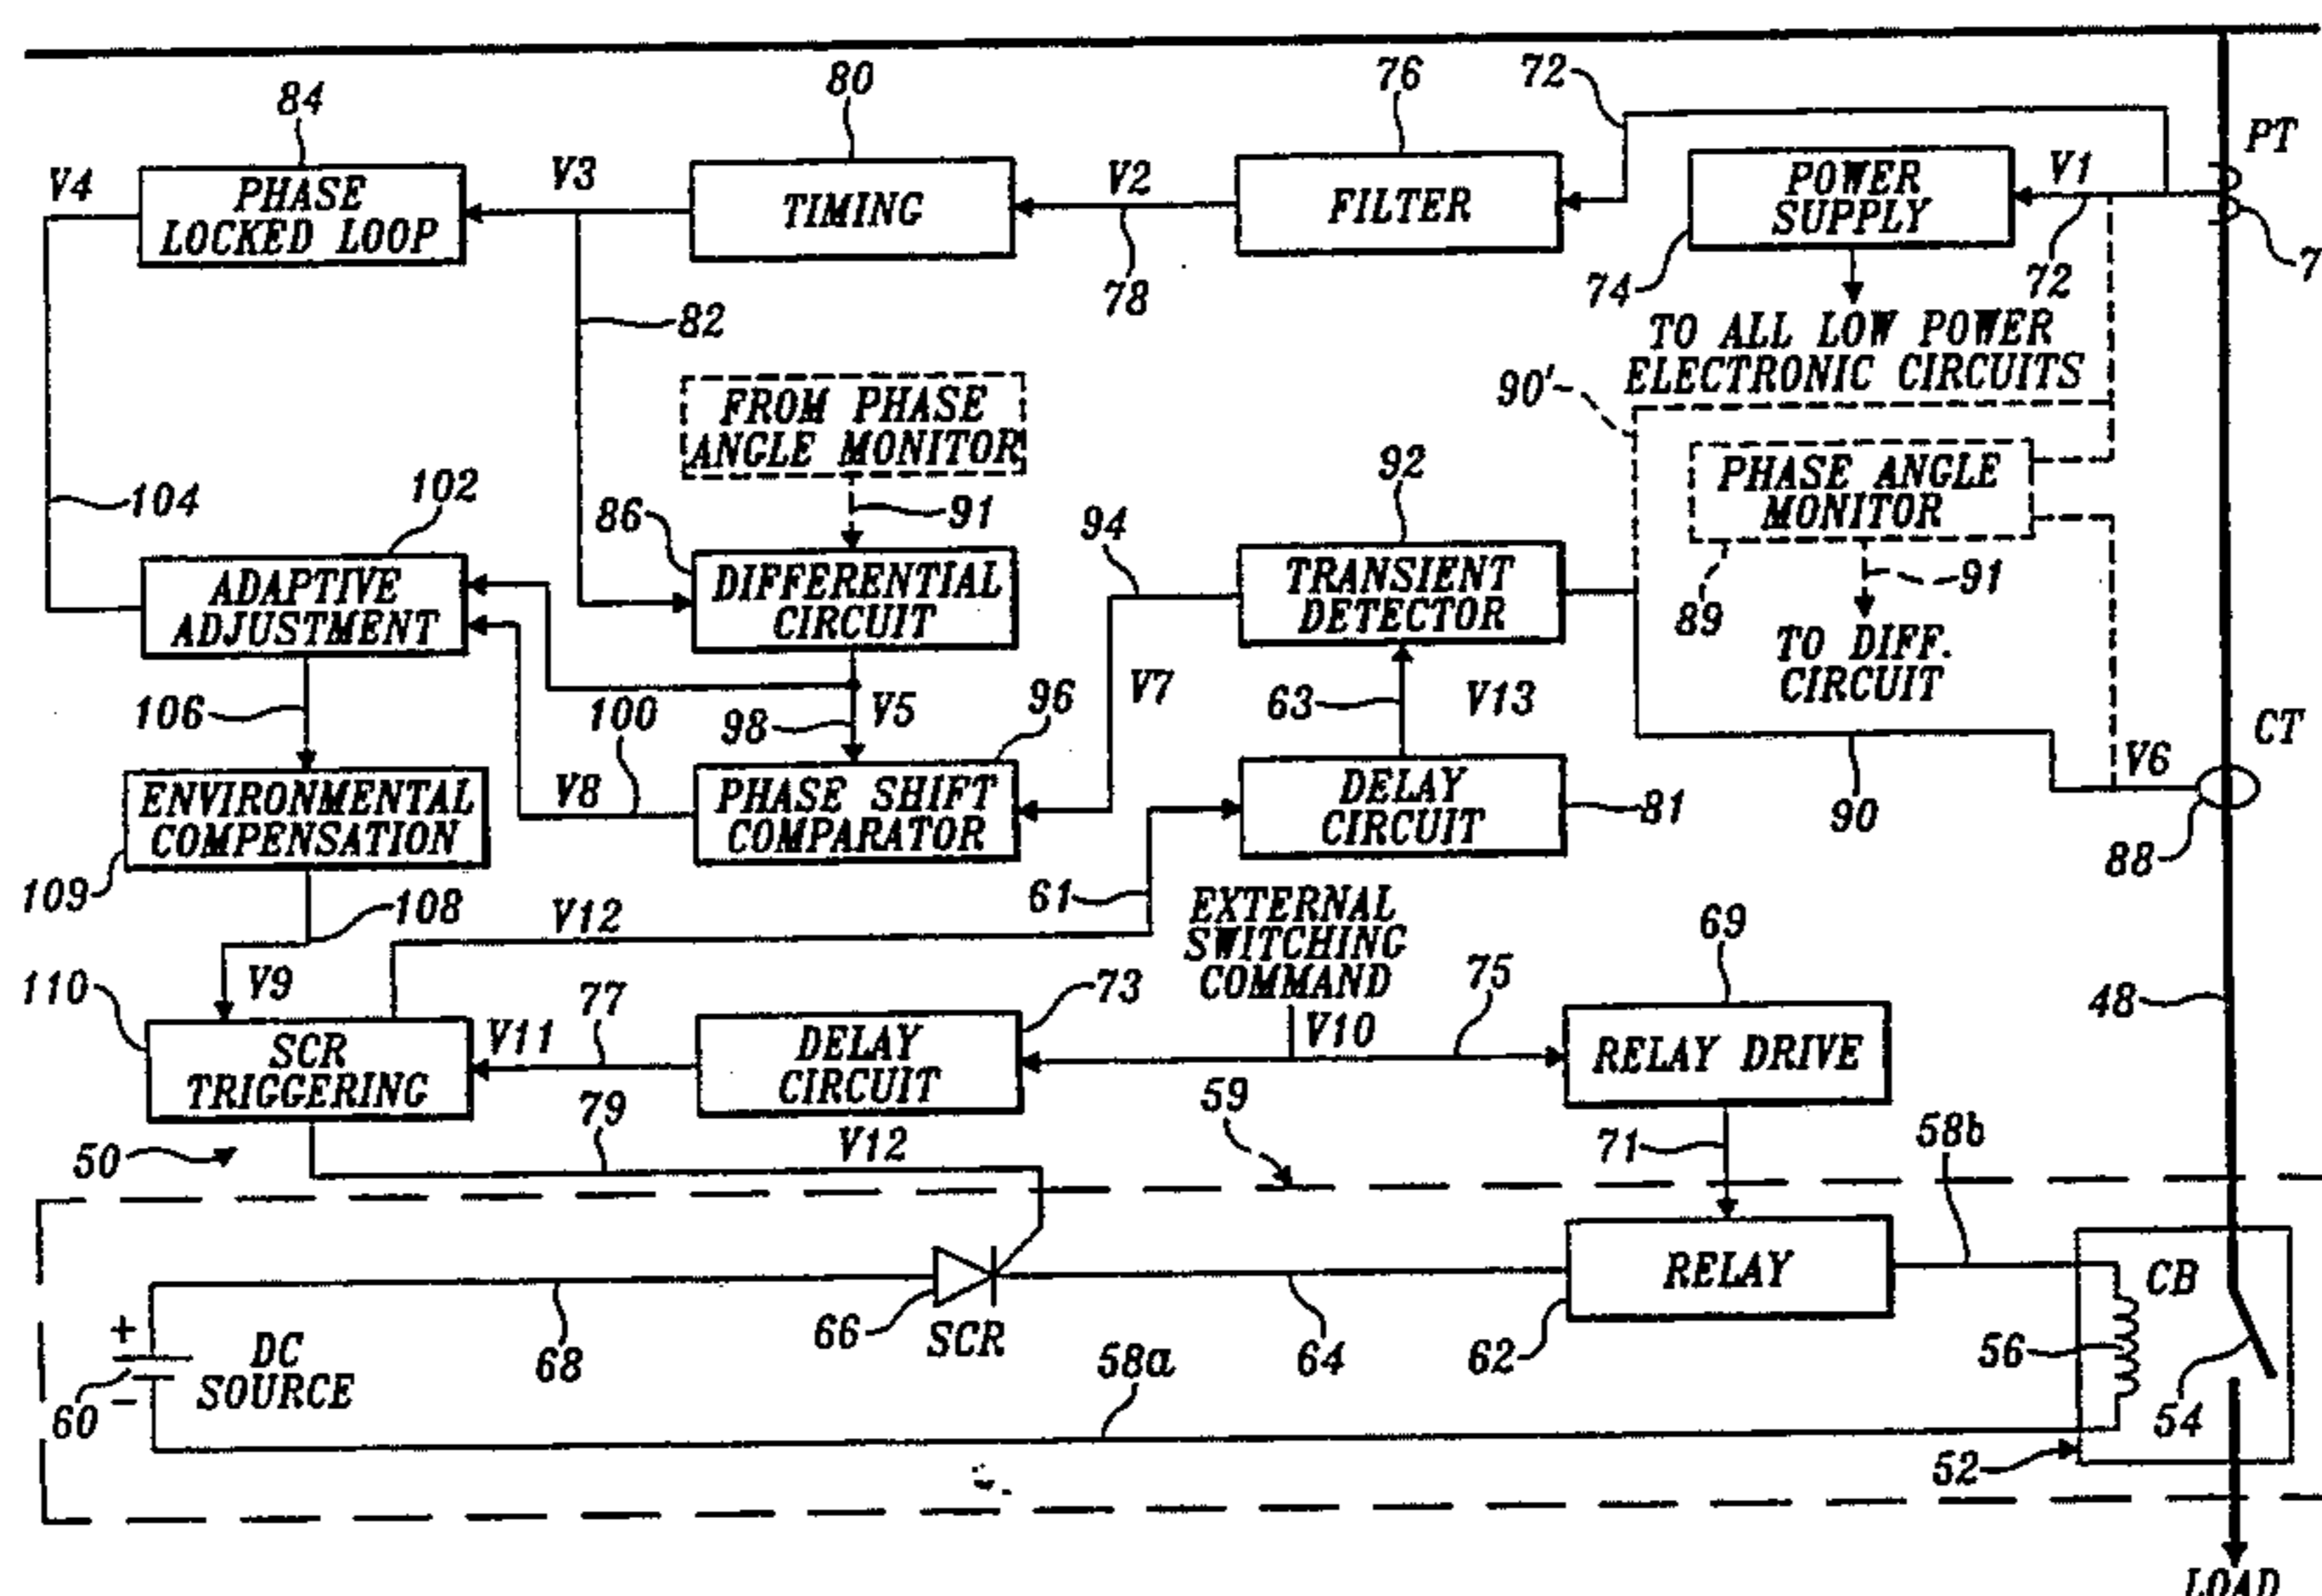 84
80
76
72
PT
V4
PHASE
LOCKED LOOP
V3
TIMING
V2
FILTER
POWER
SUPPLY
V1
82
78
74
72
7
TO ALL LOW POWER
ELECTRONIC CIRCUITS
90'
FROM PHASE
ANGLE MONITOR
104
102
86
91
94
92
PHASE ANGLE
MONITOR
ADAPTIVE
ADJUSTMENT
DIFFERENTIAL
CIRCUIT
TRANSIENT
DETECTOR
89
91
TO DIFF.
CIRCUIT
106
100
98
V5
96
V7
63
V13
CT
ENVIRONMENTAL
COMPENSATION
V8
PHASE SHIFT
COMPARATOR
DELAY
CIRCUIT
81
90
V6
88
109
108
V12
61
EXTERNAL
SWITCHING
COMMAND
69
110
V9
77
73
75
48
SCR
TRIGGERING
V11
DELAY
CIRCUIT
V10
RELAY DRIVE
50
79
V12
59
71
58b
RELAY
CB
+
DC
SOURCE
-
60
68
66
SCR
58a
64
62
56
54
52
LOAD